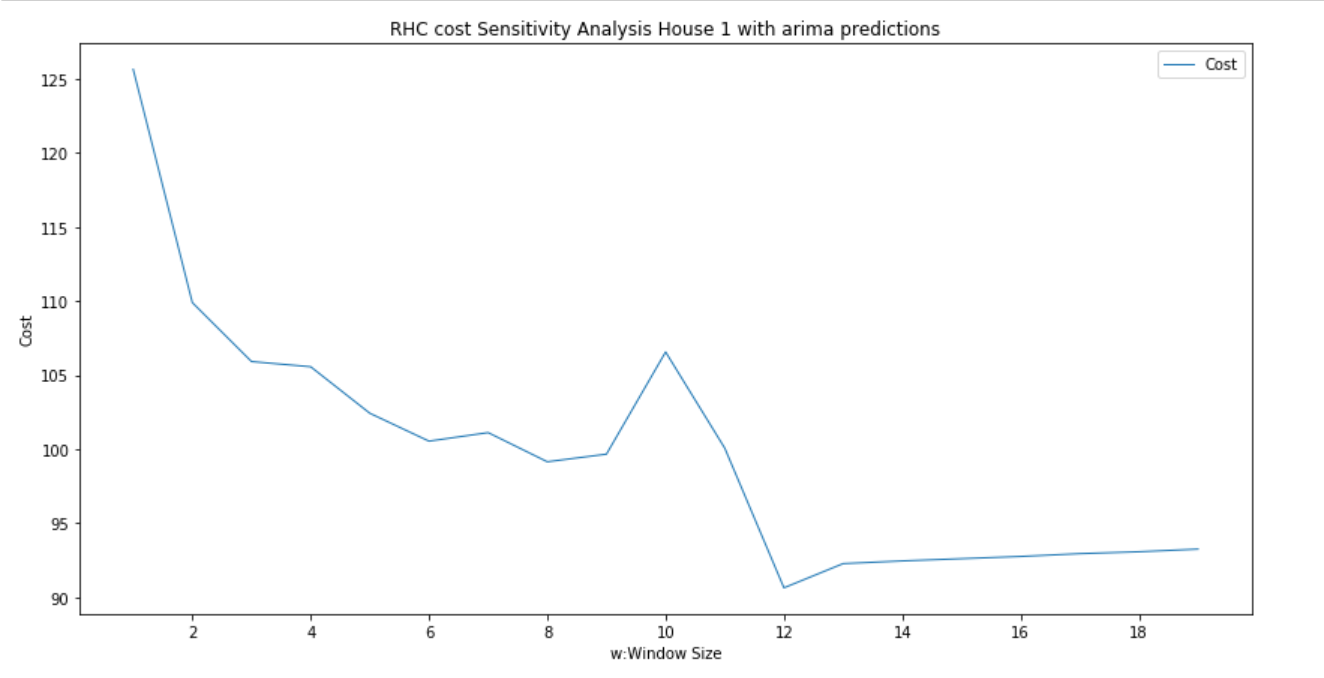 RHC cost Sensitivity Analysis House 1 with arima predictions
Cost
125
120
115
110
105
100
95
90
Cost
2 4 6 8 10 12 14 16 18
w:Window Size